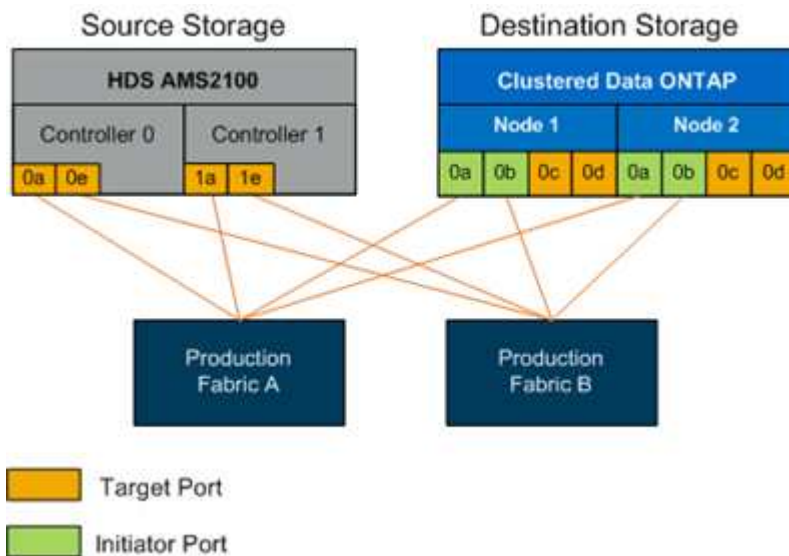 Source Storage
Destination Storage
HDS AMS2100
Clustered Data ONTAP
Controller 0
Controller 1
Node 1
Node 2
0a 0e
1a 1e
0a 0b 0c 0d 0a 0b 0c 0d
Production
Fabric A
Production
Fabric B
Target Port
Initiator Port